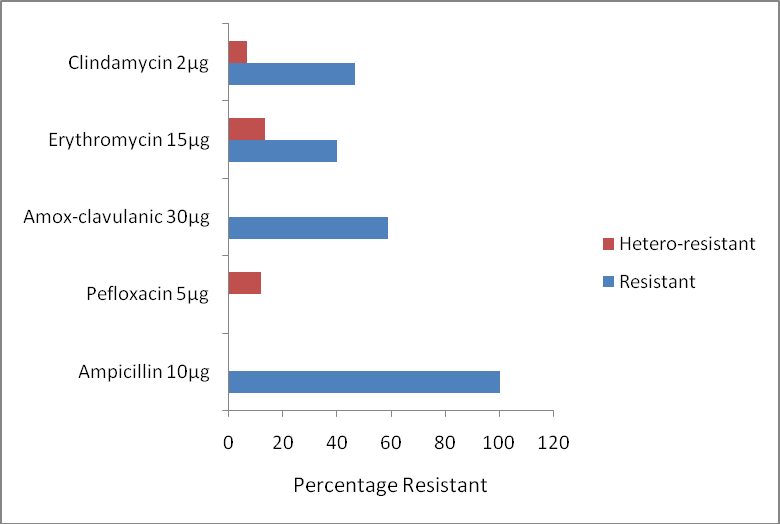 Clindamycin 2µg
Erythromycin 15µg
Amox-clavulanic 30µg
Pefloxacin 5µg
Ampicillin 10µg
0 20 40 60 80 100 120
Percentage Resistant
Hetero-resistant
Resistant